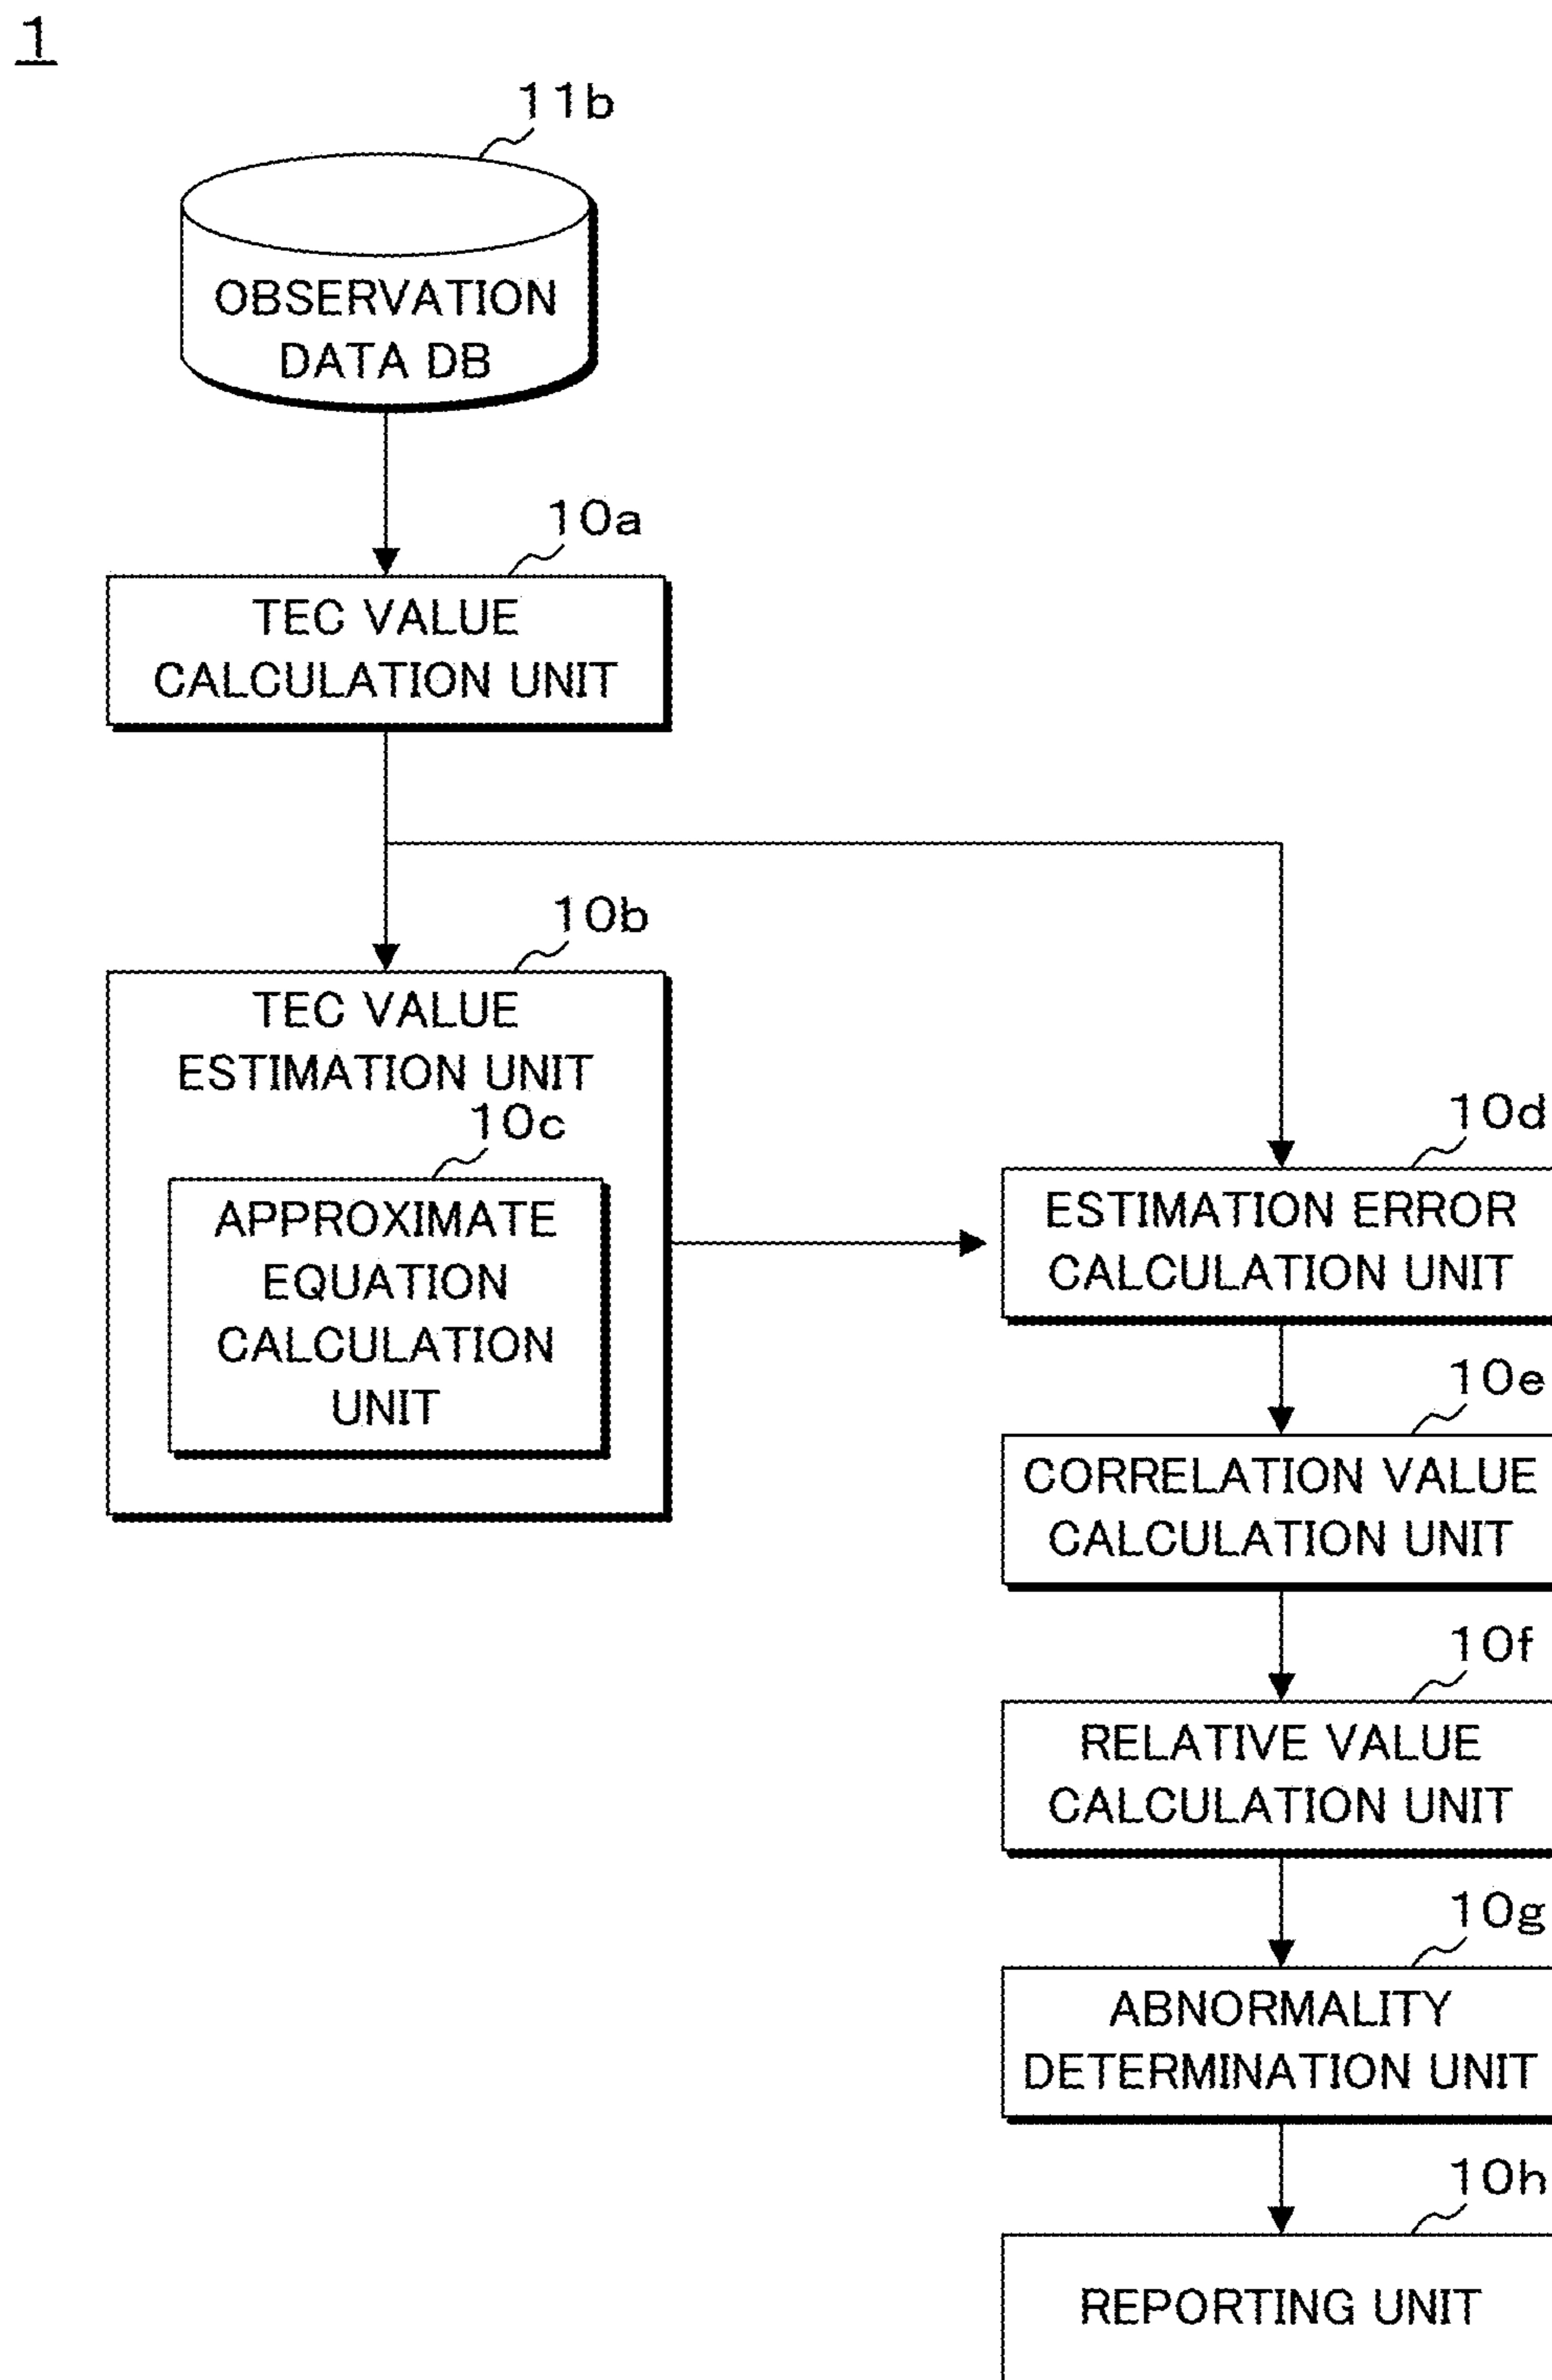 1
11b
OBSERVATION
DATA DB
10a
TEC VALUE
CALCULATION UNIT
10b
TEC VALUE
ESTIMATION UNIT
10c
APPROXIMATE
EQUATION
CALCULATION
UNIT
10d
ESTIMATION ERROR
CALCULATION UNIT
10e
CORRELATION VALUE
CALCULATION UNIT
10f
RELATIVE VALUE
CALCULATION UNIT
10g
ABNORMALITY
DETERMINATION UNIT
10h
REPORTING UNIT